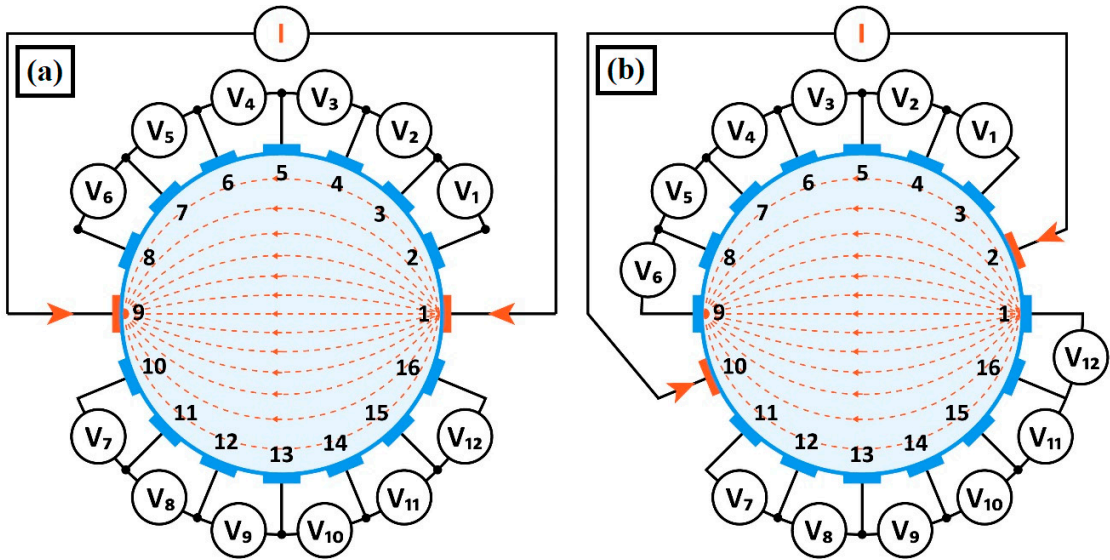 (a)
I
V₄
V₃
V₅
V₂
V₆
V₁
5
6
4
7
3
8
2
9
1
10
16
11
15
12
14
13
V₇
V₁₂
V₈
V₁₁
V₉
V₁₀
(b)
I
V₃
V₂
V₄
V₁
V₅
V₆
5
6
4
7
3
8
2
9
1
10
16
11
15
12
14
13
V₁₂
V₁₁
V₇
V₁₀
V₈
V₉